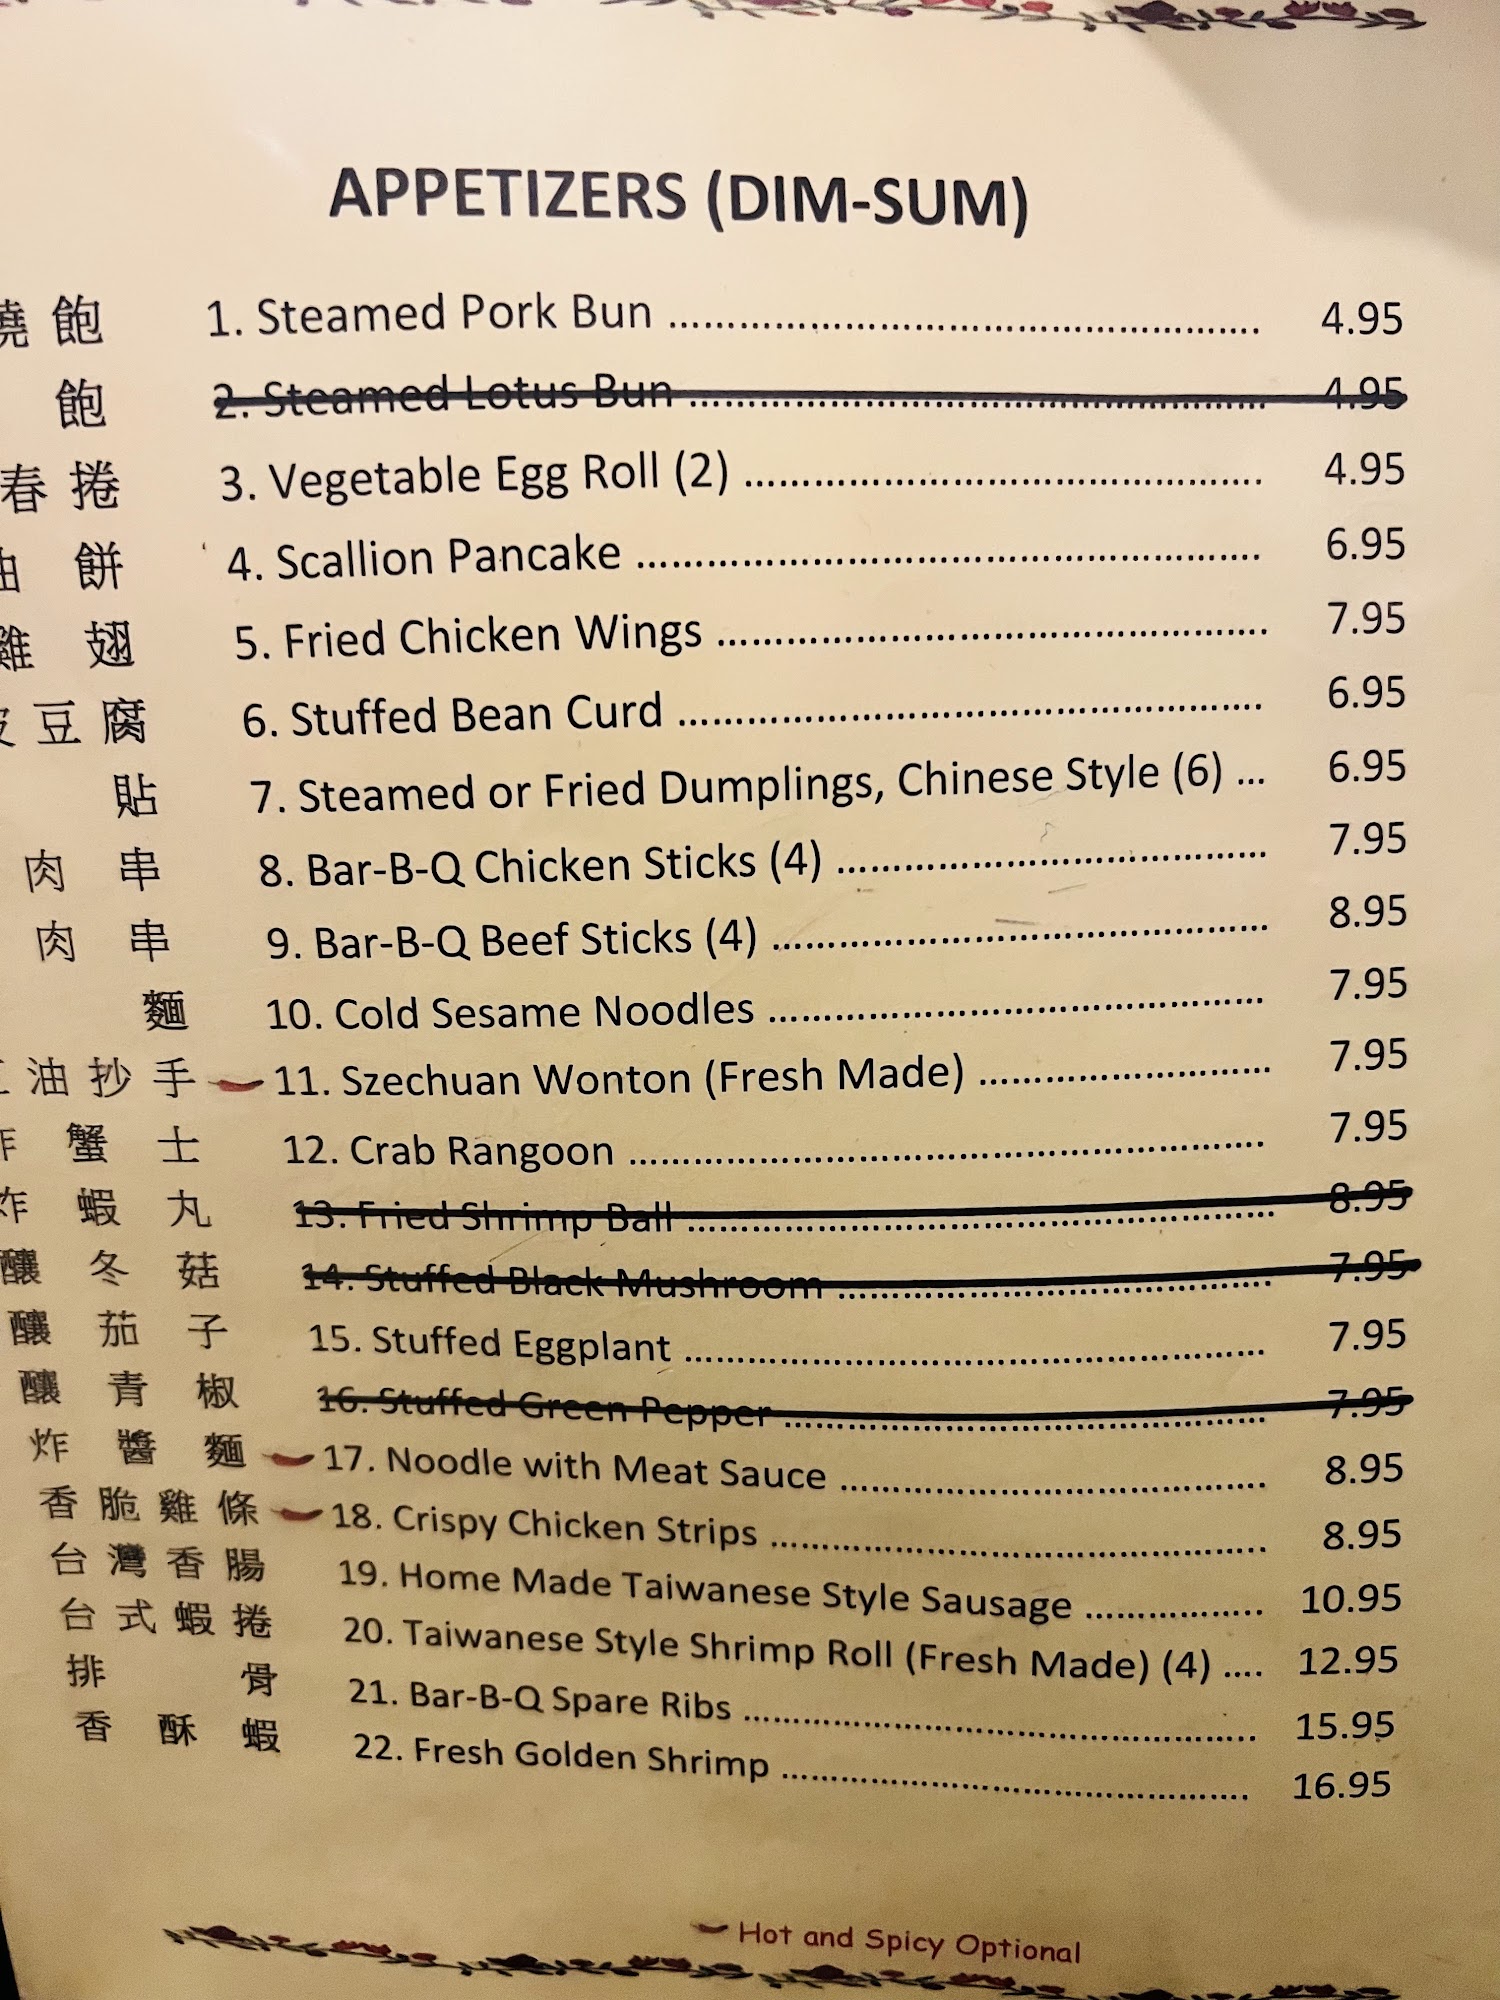 APPETIZERS (DIM-SUM)
燒 飽 1. Steamed Pork Bun ........ 4.95
飽 2. Steamed Lotus Bun ........ 4.95
春 捲 3. Vegetable Egg Roll (2) ........ 4.95
油 餅 4. Scallion Pancake ........ 6.95
雞 翅 5. Fried Chicken Wings ........ 7.95
皮 豆 腐 6. Stuffed Bean Curd ........ 6.95
貼 7. Steamed or Fried Dumplings, Chinese Style (6) ... 6.95
肉 串 8. Bar-B-Q Chicken Sticks (4) ........ 7.95
肉 串 9. Bar-B-Q Beef Sticks (4) ........ 8.95
麵 10. Cold Sesame Noodles ........ 7.95
油 抄 手 11. Szechuan Wonton (Fresh Made) ........ 7.95
炸 蟹 士 12. Crab Rangoon ........ 7.95
炸 蝦 丸 13. Fried Shrimp Ball ........ 8.95
釀 冬 菇 14. Stuffed Black Mushroom ........ 7.95
釀 茄 子 15. Stuffed Eggplant ........ 7.95
釀 青 椒 16. Stuffed Green Pepper ........ 7.95
炸 醬 麵 17. Noodle with Meat Sauce ........ 8.95
香 脆 雞 條 18. Crispy Chicken Strips ........ 8.95
台 灣 香 腸 19. Home Made Taiwanese Style Sausage ........ 10.95
台 式 蝦 捲 20. Taiwanese Style Shrimp Roll (Fresh Made) (4) .... 12.95
排 骨 21. Bar-B-Q Spare Ribs ........ 15.95
香 酥 蝦 22. Fresh Golden Shrimp ........ 16.95
Hot and Spicy Optional